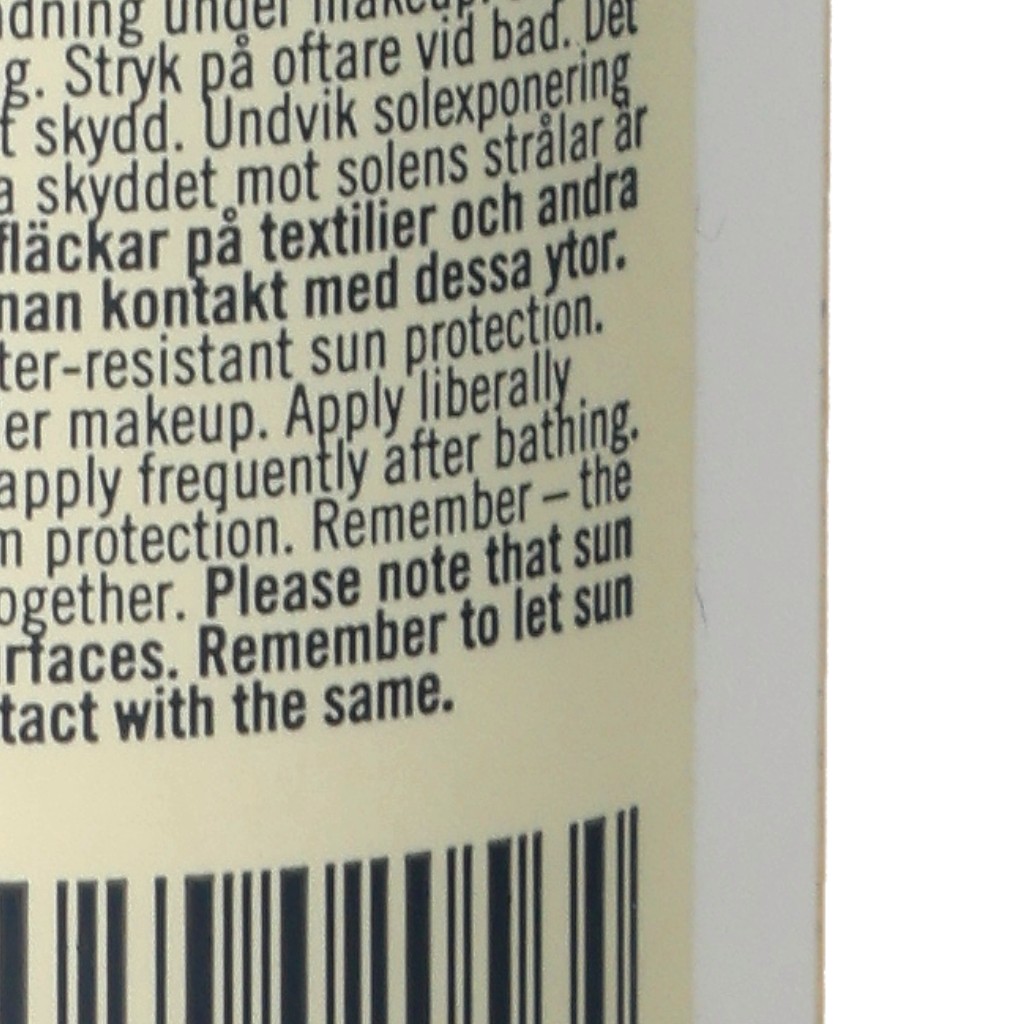 under makeup.
g. Stryk på oftare vid bad. Det
skydd. Undvik solexponering
skyddet mot solens strålar är
fläckar på textilier och andra
kontakt med dessa ytor.
ter-resistant sun protection.
er makeup. Apply liberally
apply frequently after bathing.
protection. Remember – the
ogether. Please note that sun
rfaces. Remember to let sun
tact with the same.